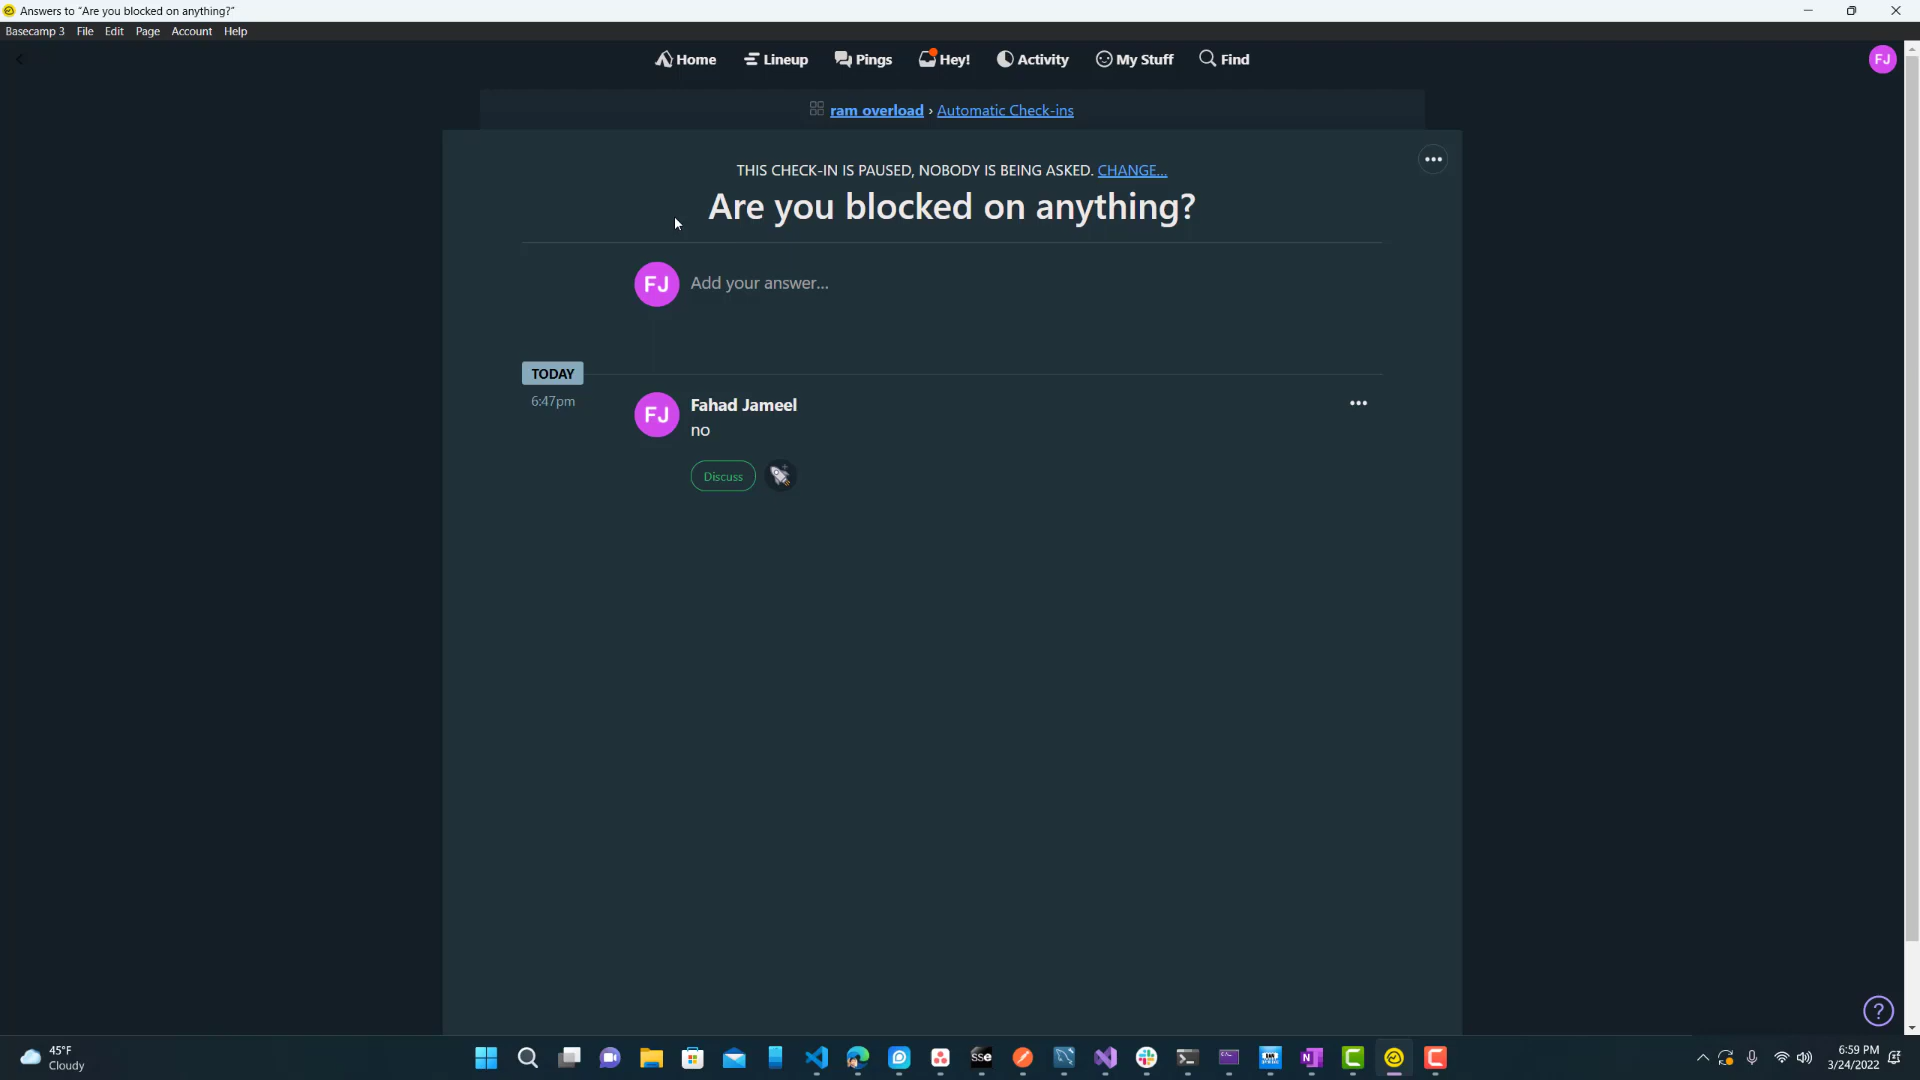 Answers to "Are you blocked on anything?"
Basecamp 3 File Edit Page Account Help
Home Lineup Pings Hey! Activity My Stuff Find
FJ
ram overload › Automatic Check-ins
THIS CHECK-IN IS PAUSED, NOBODY IS BEING ASKED. CHANGE...
Are you blocked on anything?
FJ Add your answer...
TODAY
6:47pm
FJ Fahad Jameel
no
Discuss
?
45°F
Cloudy
SSE
N
C
C
6:59 PM
3/24/2022